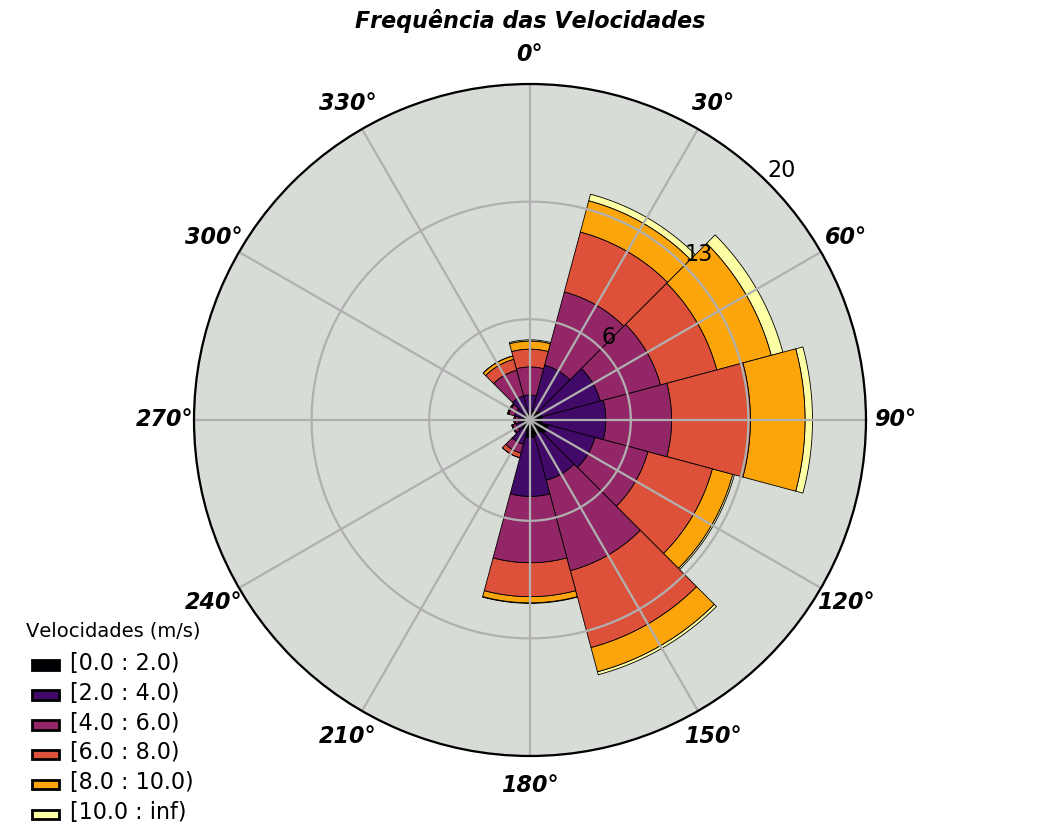 Frequência das Velocidades
0°
330°
30°
20
300°
60°
13
6
270°
90°
240°
120°
210°
150°
180°
Velocidades (m/s)
[0.0 : 2.0)
[2.0 : 4.0)
[4.0 : 6.0)
[6.0 : 8.0)
[8.0 : 10.0)
[10.0 : inf)